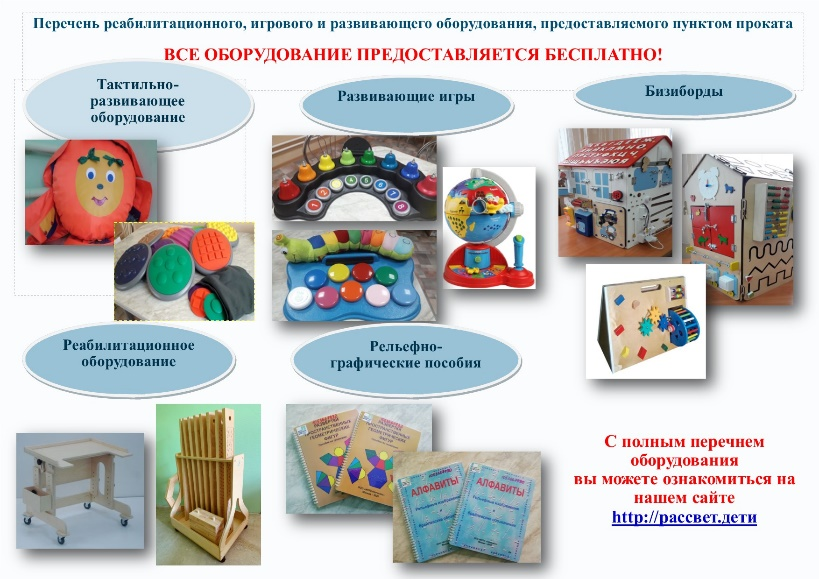 Перечень реабилитационного, игрового и развивающего оборудования, предоставляемого пунктом проката
ВСЕ ОБОРУДОВАНИЕ ПРЕДОСТАВЛЯЕТСЯ БЕСПЛАТНО!
Тактильно-
развивающее
оборудование
Развивающие игры
Бизиборды
Реабилитационное
оборудование
Рельефно-
графические пособия
АЛФАВИТЫ
АЛФАВИТЫ
С полным перечнем
оборудования
вы можете ознакомиться на
нашем сайте
http://рассвет.дети